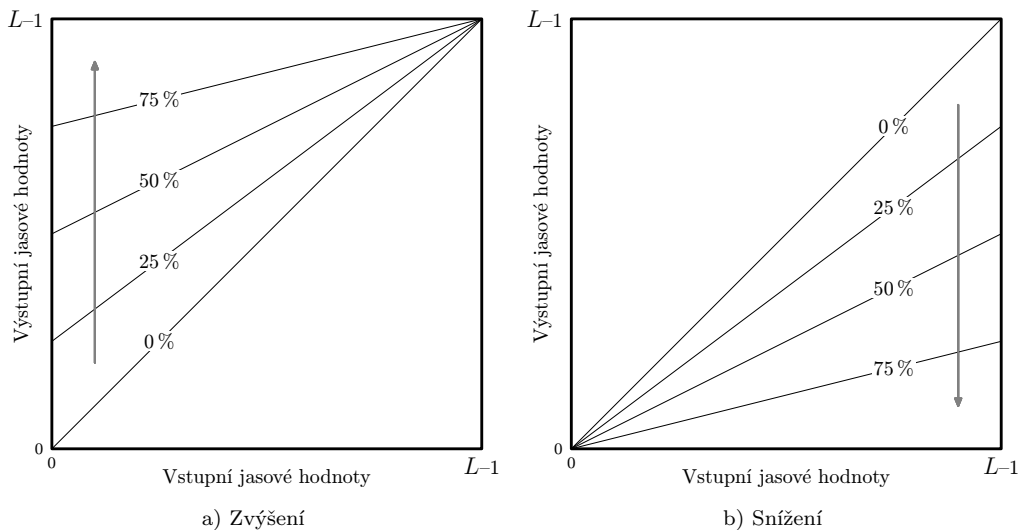 L–1
75 %
50 %
25 %
0 %
Výstupní jasové hodnoty
0
0
Vstupní jasové hodnoty
L–1
a) Zvýšení
L–1
0 %
25 %
50 %
75 %
Výstupní jasové hodnoty
0
Vstupní jasové hodnoty
L–1
b) Snížení